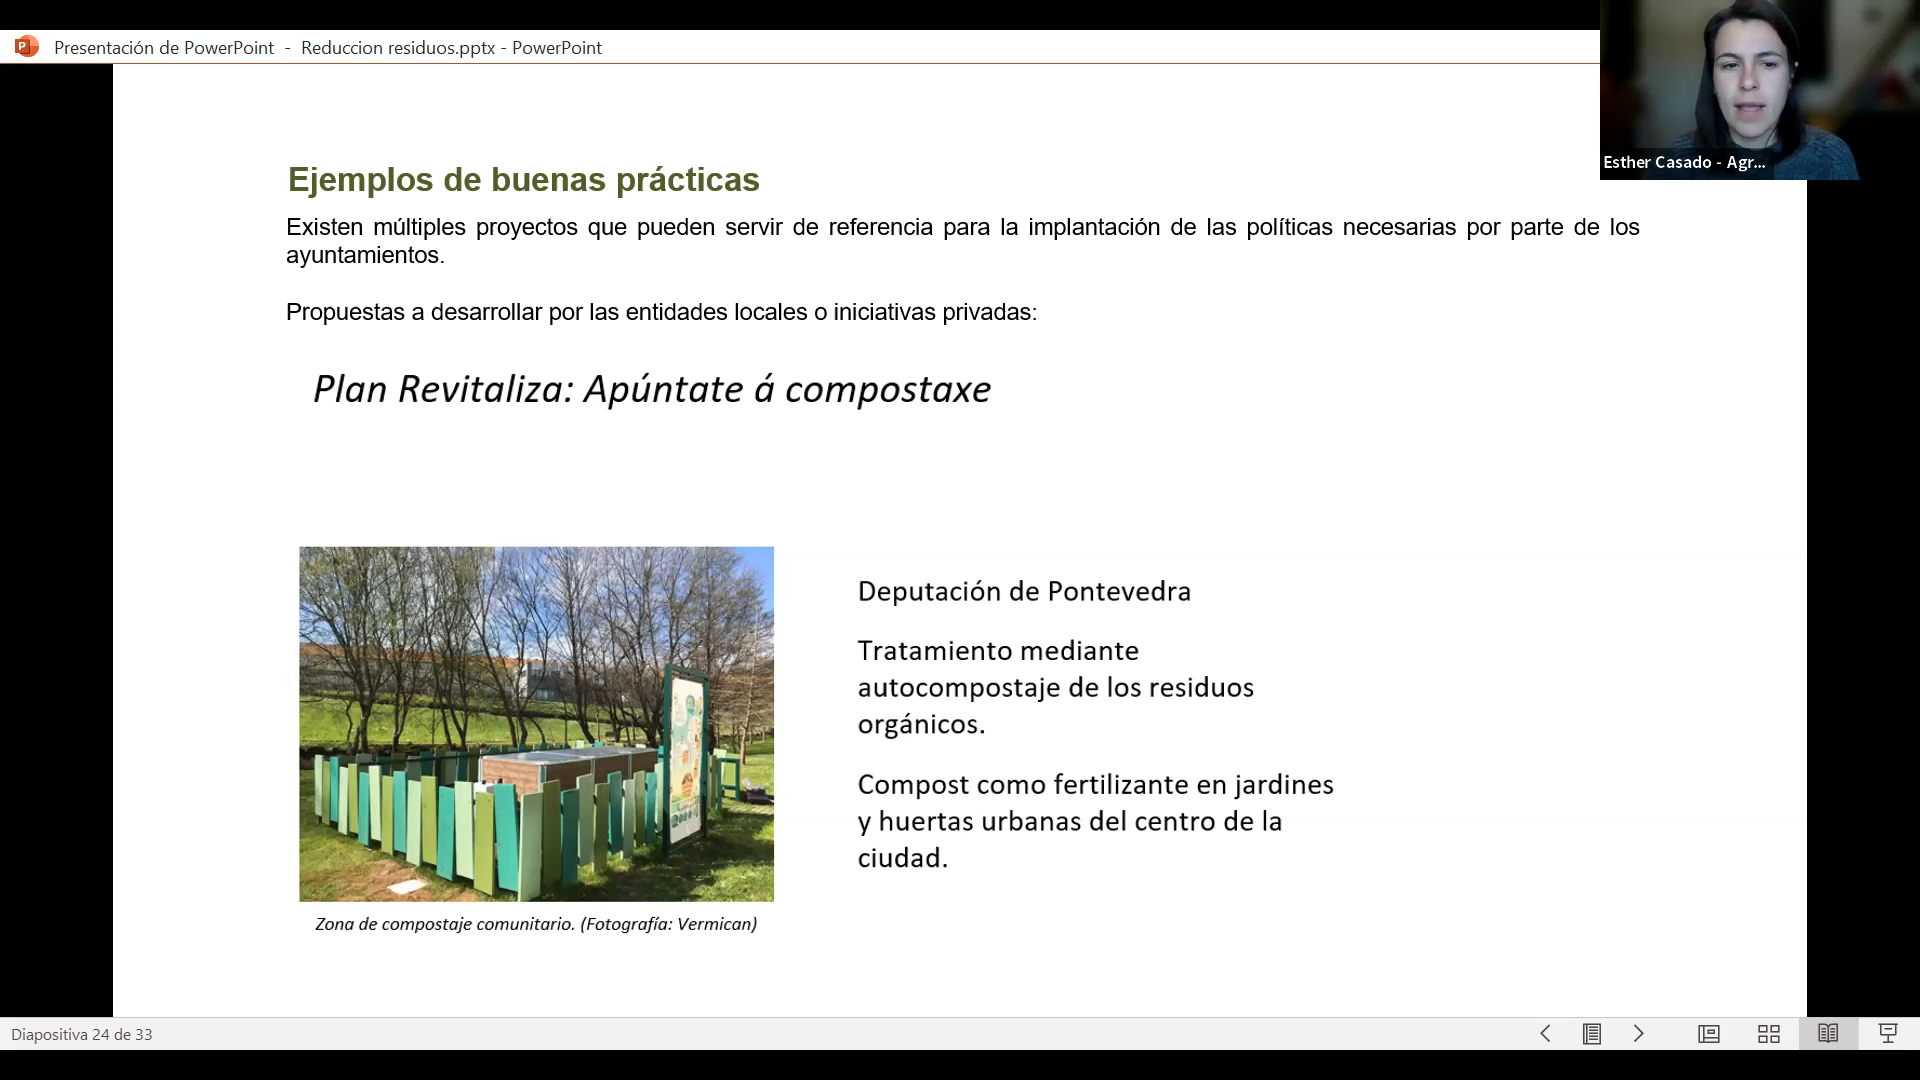 Presentación de PowerPoint - Reduccion residuos.pptx - PowerPoint
Esther Casado - Agr...
Ejemplos de buenas prácticas
Existen múltiples proyectos que pueden servir de referencia para la implantación de las políticas necesarias por parte de los
ayuntamientos.
Propuestas a desarrollar por las entidades locales o iniciativas privadas:
Plan Revitaliza: Apúntate á compostaxe
Deputación de Pontevedra
Tratamiento mediante
autocompostaje de los residuos
orgánicos.
Compost como fertilizante en jardines
y huertas urbanas del centro de la
ciudad.
Zona de compostaje comunitario. (Fotografía: Vermican)
Diapositiva 24 de 33